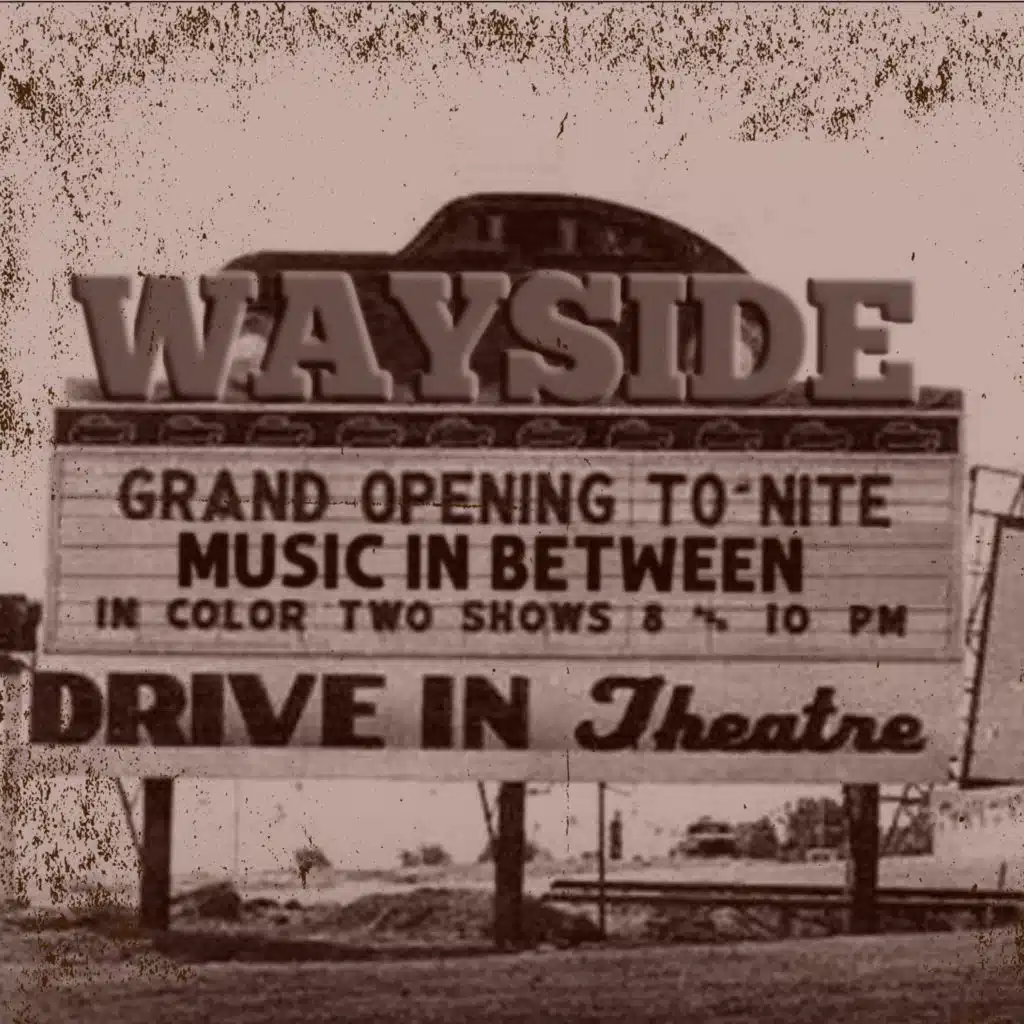 WAYSIDE
GRAND OPENING TO-NITE
MUSIC IN BETWEEN
IN COLOR TWO SHOWS 8 10 PM
DRIVE IN Theatre